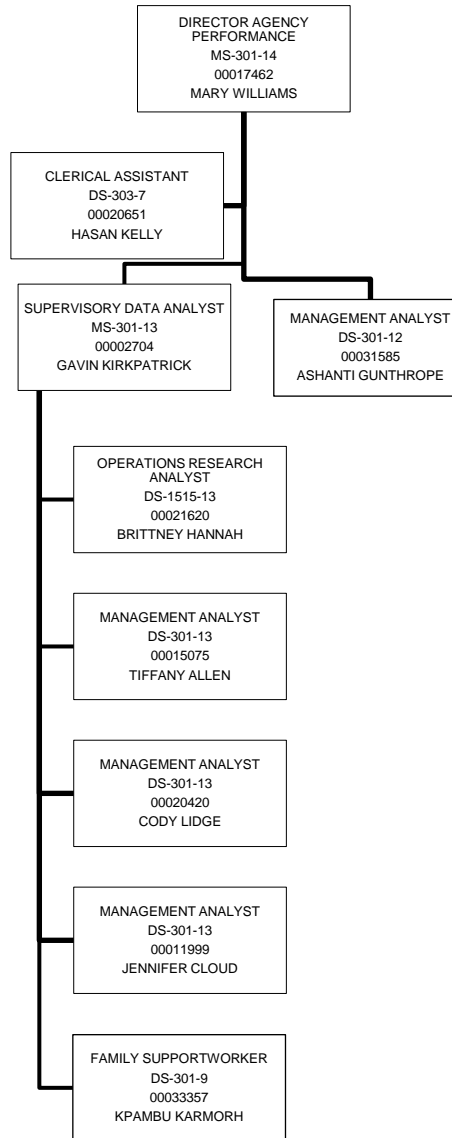 DIRECTOR AGENCY
PERFORMANCE
MS-301-14
00017462
MARY WILLIAMS
CLERICAL ASSISTANT
DS-303-7
00020651
HASAN KELLY
SUPERVISORY DATA ANALYST
MS-301-13
00002704
GAVIN KIRKPATRICK
MANAGEMENT ANALYST
DS-301-12
00031585
ASHANTI GUNTHROPE
OPERATIONS RESEARCH
ANALYST
DS-1515-13
00021620
BRITTNEY HANNAH
MANAGEMENT ANALYST
DS-301-13
00015075
TIFFANY ALLEN
MANAGEMENT ANALYST
DS-301-13
00020420
CODY LIDGE
MANAGEMENT ANALYST
DS-301-13
00011999
JENNIFER CLOUD
FAMILY SUPPORTWORKER
DS-301-9
00033357
KPAMBU KARMORH